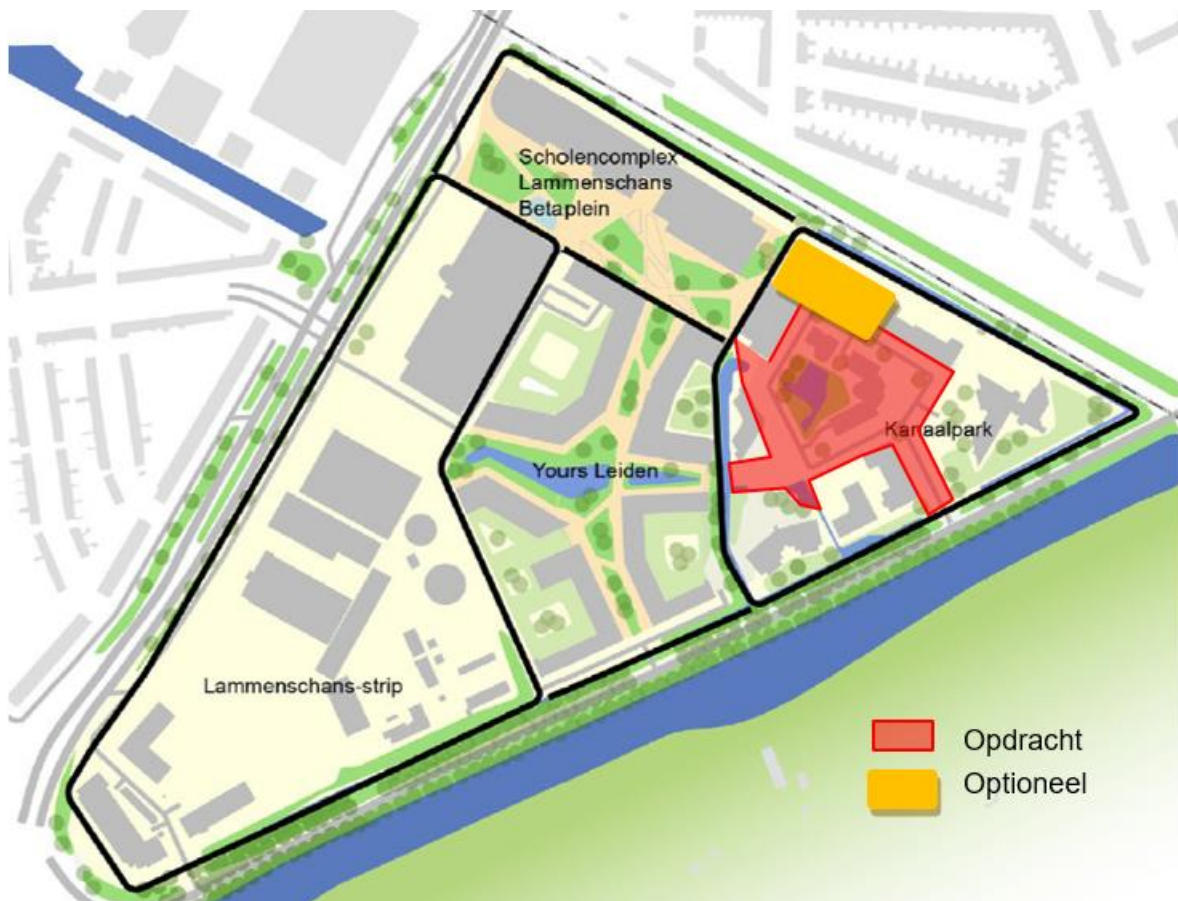 Scholencomplex
Lammenschans
Betaplein
Kanaalpark
Yours Leiden
Lammenschans-strip
Opdracht
Optioneel